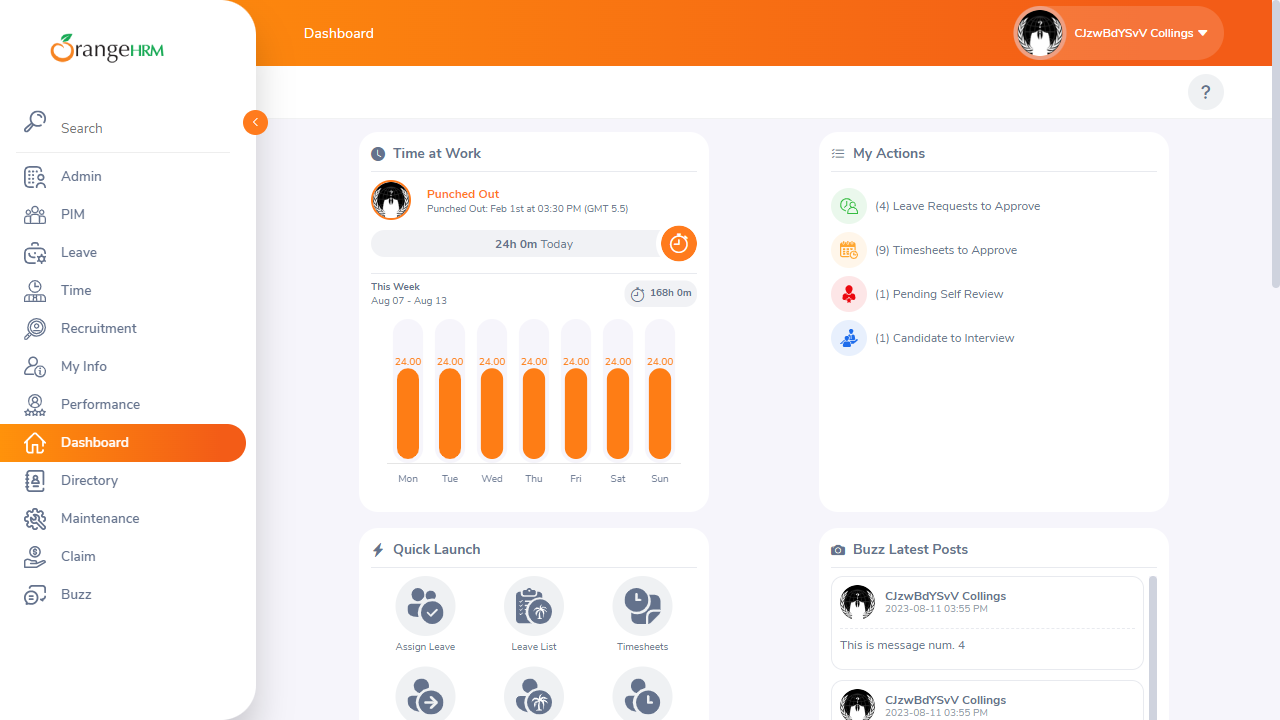 OrangeHRM
Search
Admin
PIM
Leave
Time
Recruitment
My Info
Performance
Dashboard
Directory
Maintenance
Claim
Buzz
Dashboard
CJzwBdYSvV Collings
?
Time at Work
Punched Out
Punched Out: Feb 1st at 03:30 PM (GMT 5.5)
24h 0m Today
This Week
Aug 07 - Aug 13
168h 0m
24.00 24.00 24.00 24.00 24.00 24.00 24.00
Mon Tue Wed Thu Fri Sat Sun
My Actions
(4) Leave Requests to Approve
(9) Timesheets to Approve
(1) Pending Self Review
(1) Candidate to Interview
Quick Launch
Assign Leave
Leave List
Timesheets
Buzz Latest Posts
CJzwBdYSvV Collings
2023-08-11 03:55 PM
This is message num. 4
CJzwBdYSvV Collings
2023-08-11 03:55 PM